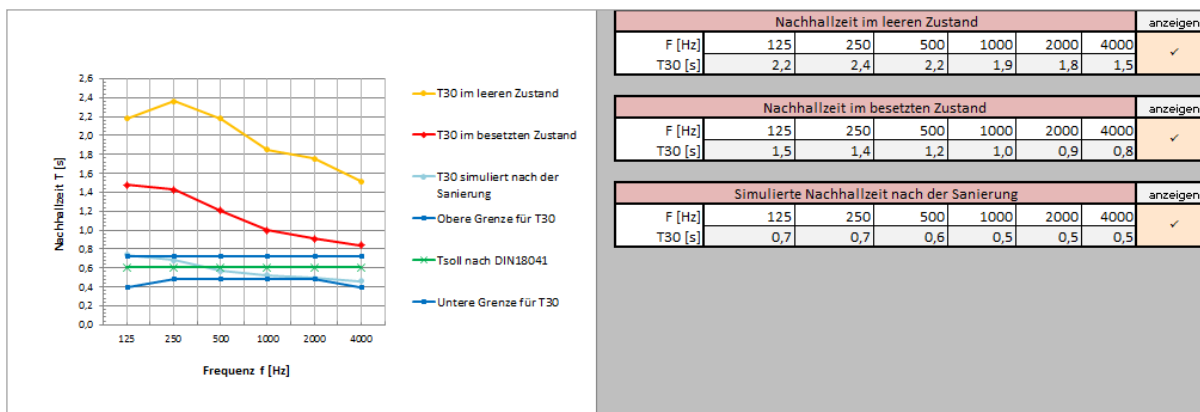 2,6
2,4
2,2
2,0
1,8
1,6
1,4
1,2
1,0
0,8
0,6
0,4
0,2
0,0
Nachhallzeit T [s]
125 250 500 1000 2000 4000
Frequenz f [Hz]
T30 im leeren Zustand
T30 im besetzten Zustand
T30 simuliert nach der
Sanierung
Obere Grenze für T30
Tsoll nach DIN18041
Untere Grenze für T30
Nachhallzeit im leeren Zustand anzeigen
F [Hz] 125 250 500 1000 2000 4000 ✓
T30 [s] 2,2 2,4 2,2 1,9 1,8 1,5
Nachhallzeit im besetzten Zustand anzeigen
F [Hz] 125 250 500 1000 2000 4000 ✓
T30 [s] 1,5 1,4 1,2 1,0 0,9 0,8
Simulierte Nachhallzeit nach der Sanierung anzeigen
F [Hz] 125 250 500 1000 2000 4000 ✓
T30 [s] 0,7 0,7 0,6 0,5 0,5 0,5